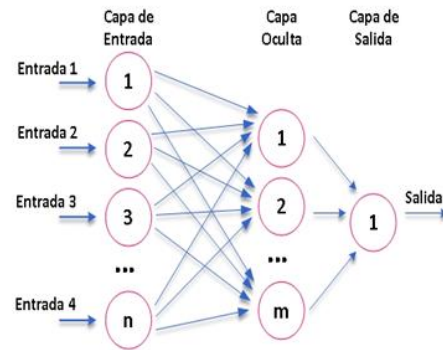 Capa de
Entrada
Capa
Oculta
Capa de
Salida
Entrada 1
1
Entrada 2
2
1
Entrada 3
3
2
1
Salida
...
...
Entrada 4
n
m